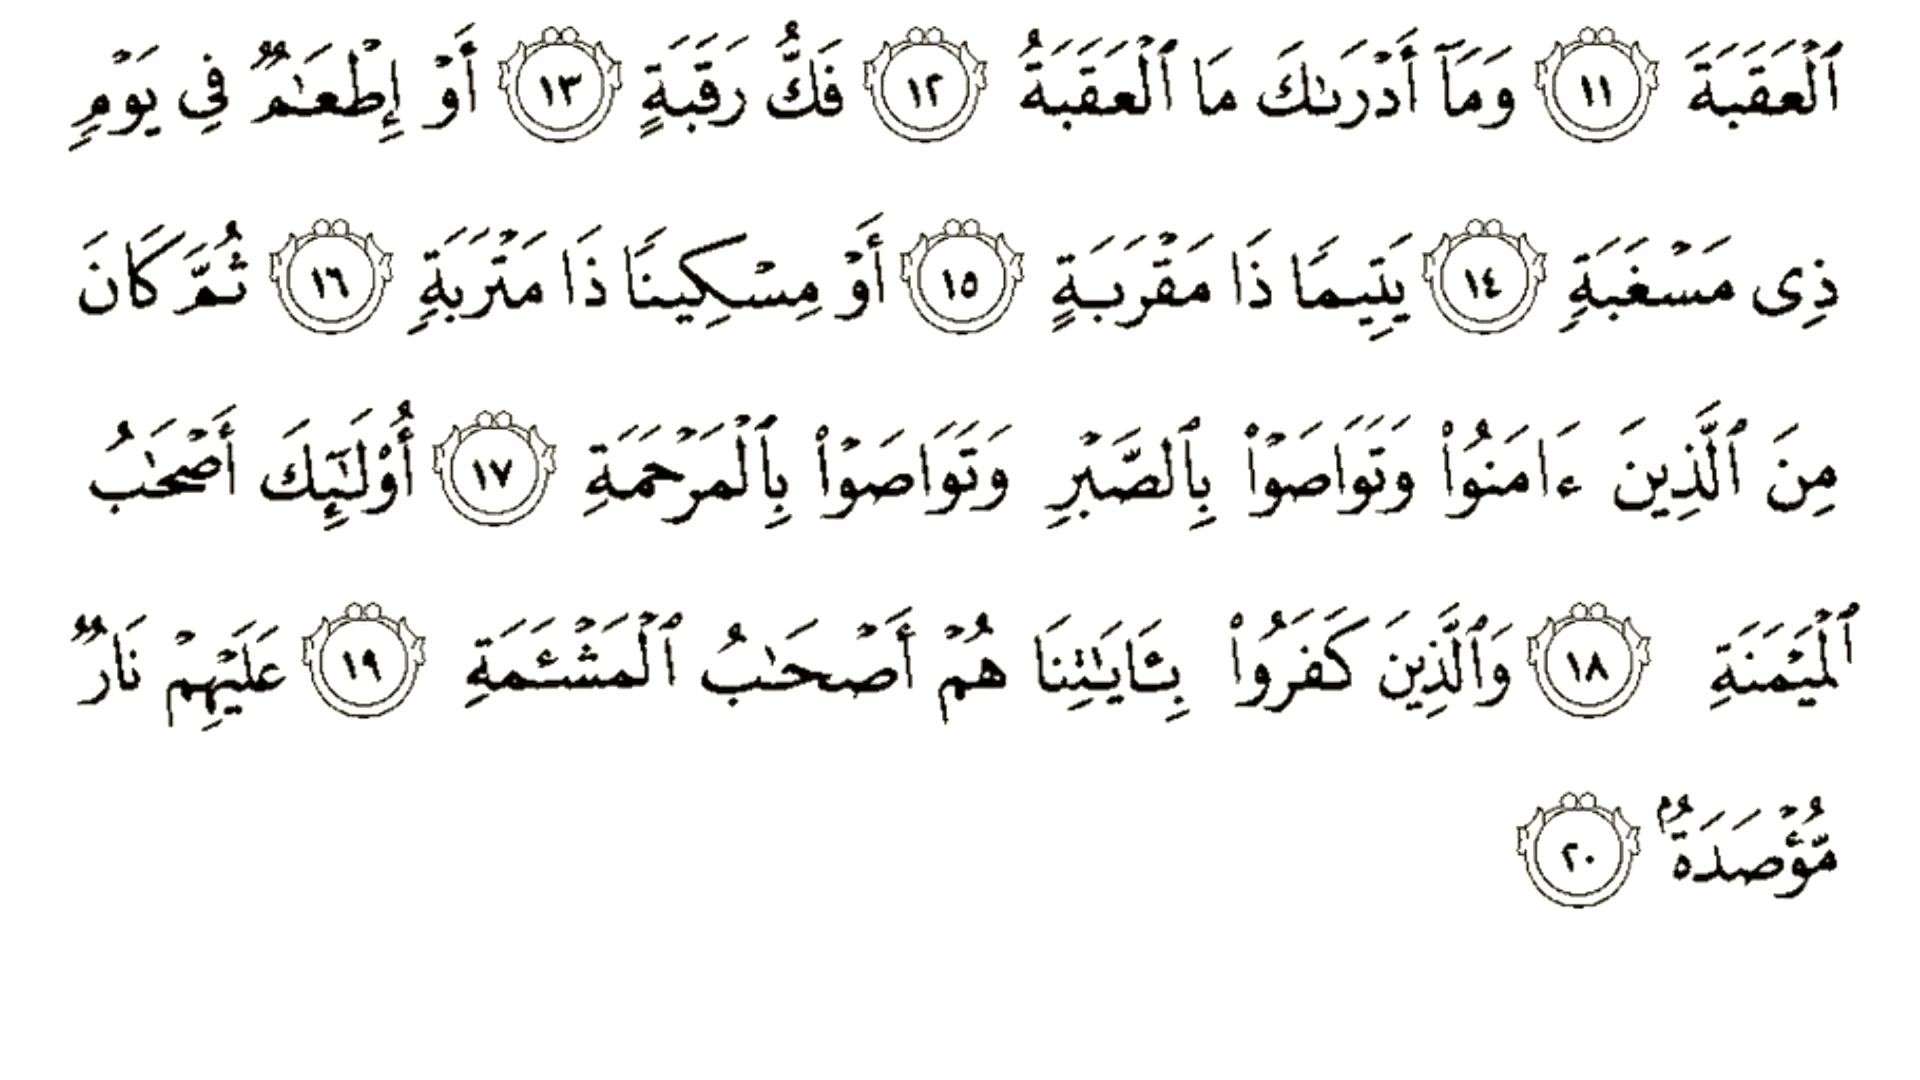 ٱلْعَقَبَةَ ١١ وَمَآ أَدْرَىٰكَ مَا ٱلْعَقَبَةُ ١٢ فَكُّ رَقَبَةٍ ١٣ أَوْ إِطْعَـٰمٌ فِى يَوْمٍ
ذِى مَسْغَبَةٍ ١٤ يَتِيمًا ذَا مَقْرَبَةٍ ١٥ أَوْ مِسْكِينًا ذَا مَتْرَبَةٍ ١٦ ثُمَّ كَانَ
مِنَ ٱلَّذِينَ ءَامَنُوا۟ وَتَوَاصَوْا۟ بِٱلصَّبْرِ وَتَوَاصَوْا۟ بِٱلْمَرْحَمَةِ ١٧ أُو۟لَـٰٓئِكَ أَصْحَـٰبُ
ٱلْمَيْمَنَةِ ١٨ وَٱلَّذِينَ كَفَرُوا۟ بِـَٔايَـٰتِنَا هُمْ أَصْحَـٰبُ ٱلْمَشْـَٔمَةِ ١٩ عَلَيْهِمْ نَارٌ
مُّؤْصَدَةٌۢ ٢٠